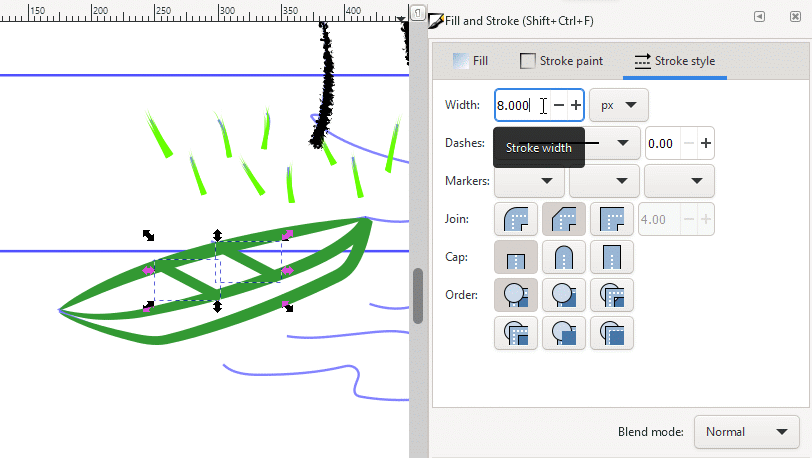 150 200 250 300 350 400
Fill and Stroke (Shift+Ctrl+F)
Fill Stroke paint Stroke style
Width: 8.000 px
Dashes: 0.00
Stroke width
Markers:
Join: 4.00
Cap:
Order:
Blend mode: Normal